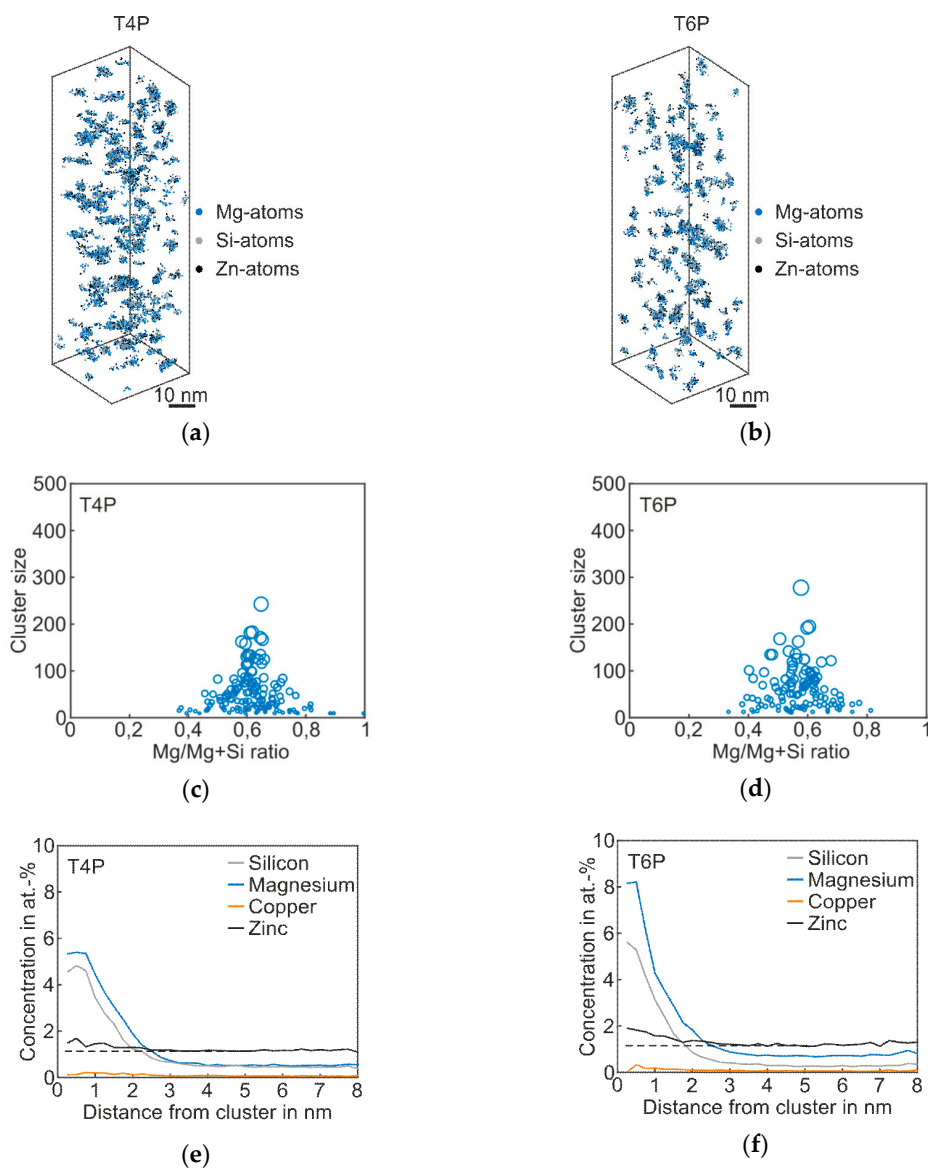 T4P
T6P
Mg-atoms
Si-atoms
Zn-atoms
10 nm
Mg-atoms
Si-atoms
Zn-atoms
10 nm
(a)
(b)
500
400
300
200
100
0
T4P
Cluster size
0
0,2
0,4
0,6
0,8
1
Mg/Mg+Si ratio
500
400
300
200
100
0
T6P
Cluster size
0
0,2
0,4
0,6
0,8
1
Mg/Mg+Si ratio
(c)
(d)
10
8
6
4
2
0
T4P
Silicon
Magnesium
Copper
Zinc
Concentration in at.-%
0 1 2 3 4 5 6 7 8
Distance from cluster in nm
10
8
6
4
2
0
T6P
Silicon
Magnesium
Copper
Zinc
Concentration in at.-%
0 1 2 3 4 5 6 7 8
Distance from cluster in nm
(e)
(f)